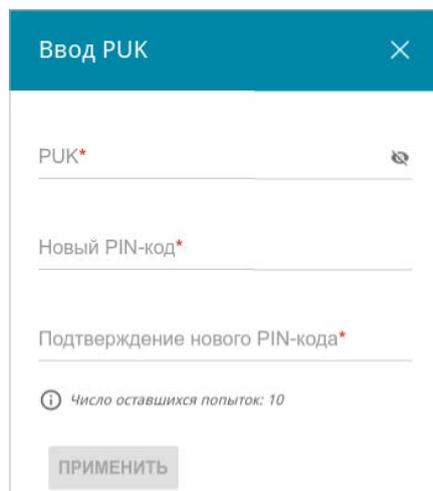 Ввод PUK
PUK*
Новый PIN-код*
Подтверждение нового PIN-кода*
Число оставшихся попыток: 10
ПРИМЕНИТЬ